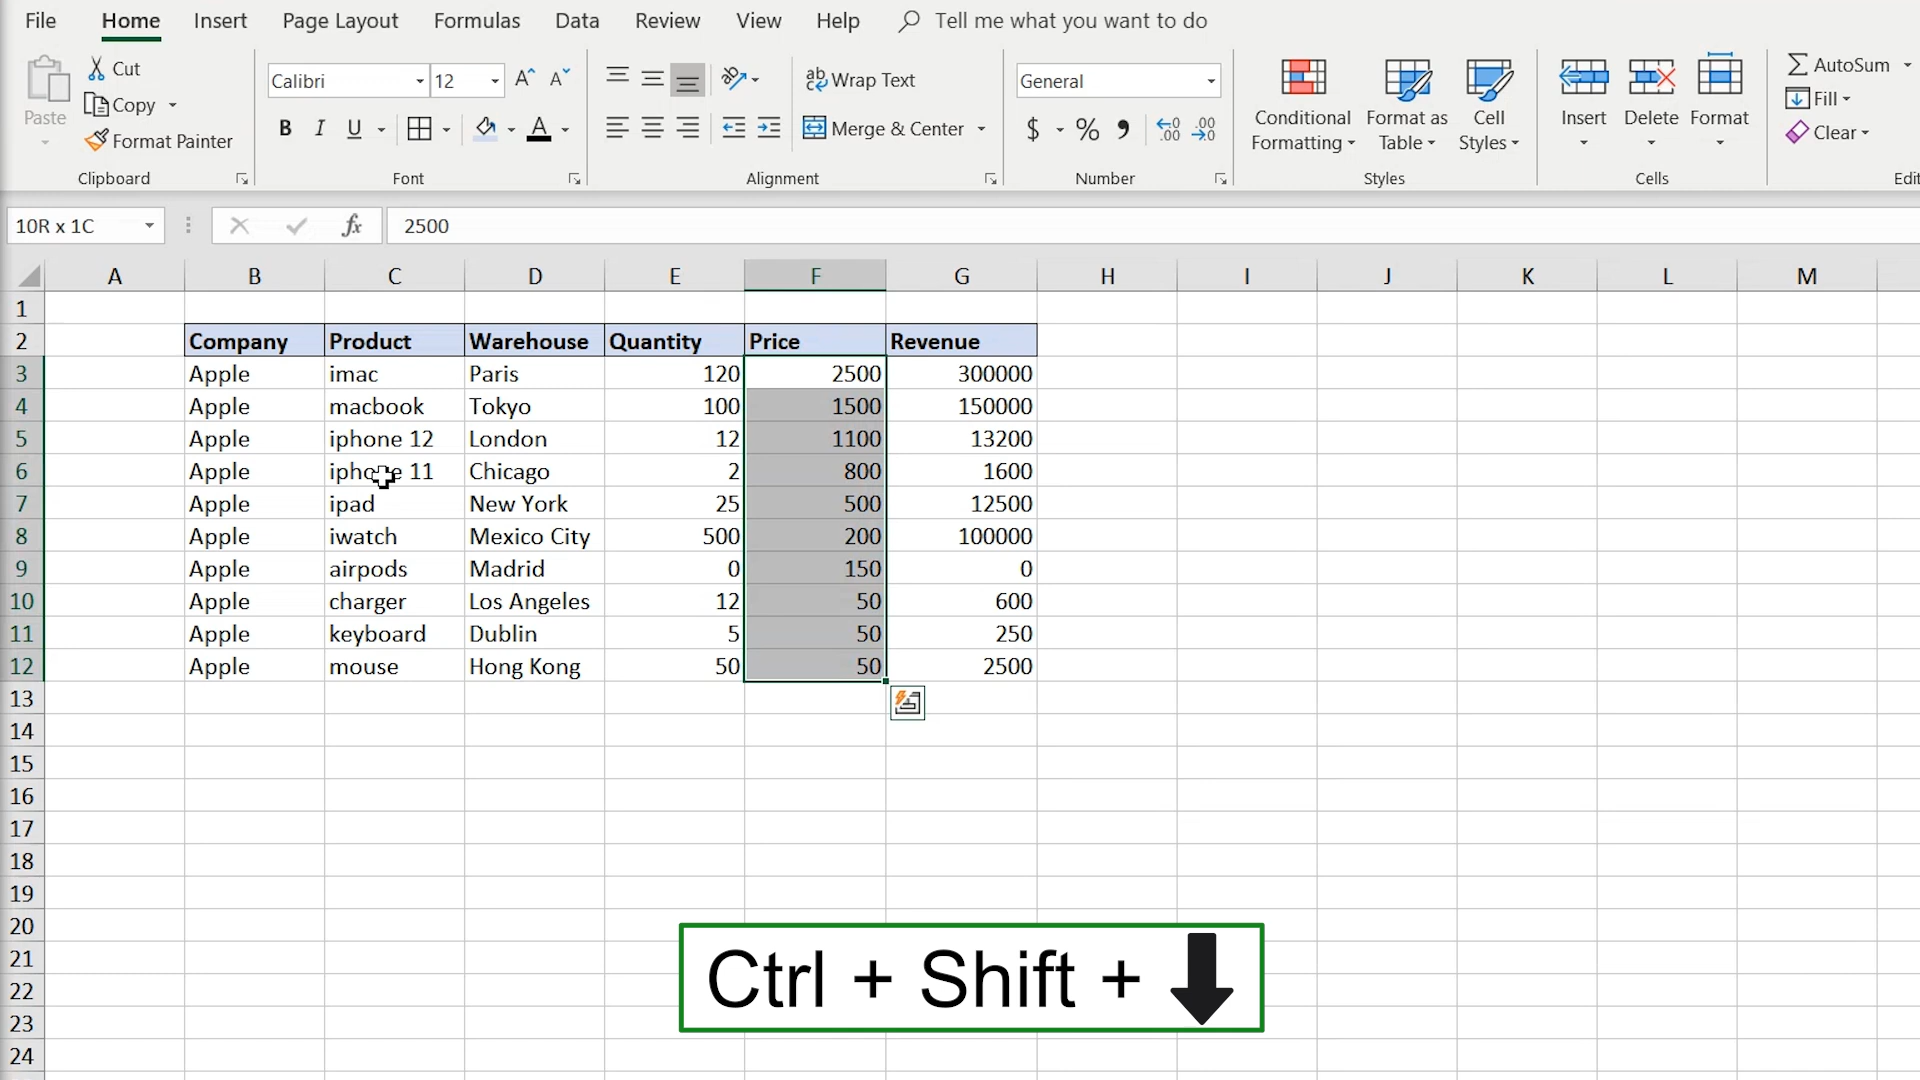 File Home Insert Page Layout Formulas Data Review View Help Tell me what you want to do
Paste Cut Copy Format Painter Clipboard
Calibri 12 A A B I U A Font
ab Wrap Text Merge & Center Alignment
General $ % , .00 .00 Number
Conditional Formatting Format as Table Cell Styles Styles
Insert Delete Format Cells
AutoSum Fill Clear Edit
10R x 1C fx 2500
A B C D E F G H I J K L M
1
2 Company Product Warehouse Quantity Price Revenue
3 Apple imac Paris 120 2500 300000
4 Apple macbook Tokyo 100 1500 150000
5 Apple iphone 12 London 12 1100 13200
6 Apple iphone 11 Chicago 2 800 1600
7 Apple ipad New York 25 500 12500
8 Apple iwatch Mexico City 500 200 100000
9 Apple airpods Madrid 0 150 0
10 Apple charger Los Angeles 12 50 600
11 Apple keyboard Dublin 5 50 250
12 Apple mouse Hong Kong 50 50 2500
13
14
15
16
17
18
19
20
21
22
23
24
Ctrl + Shift +